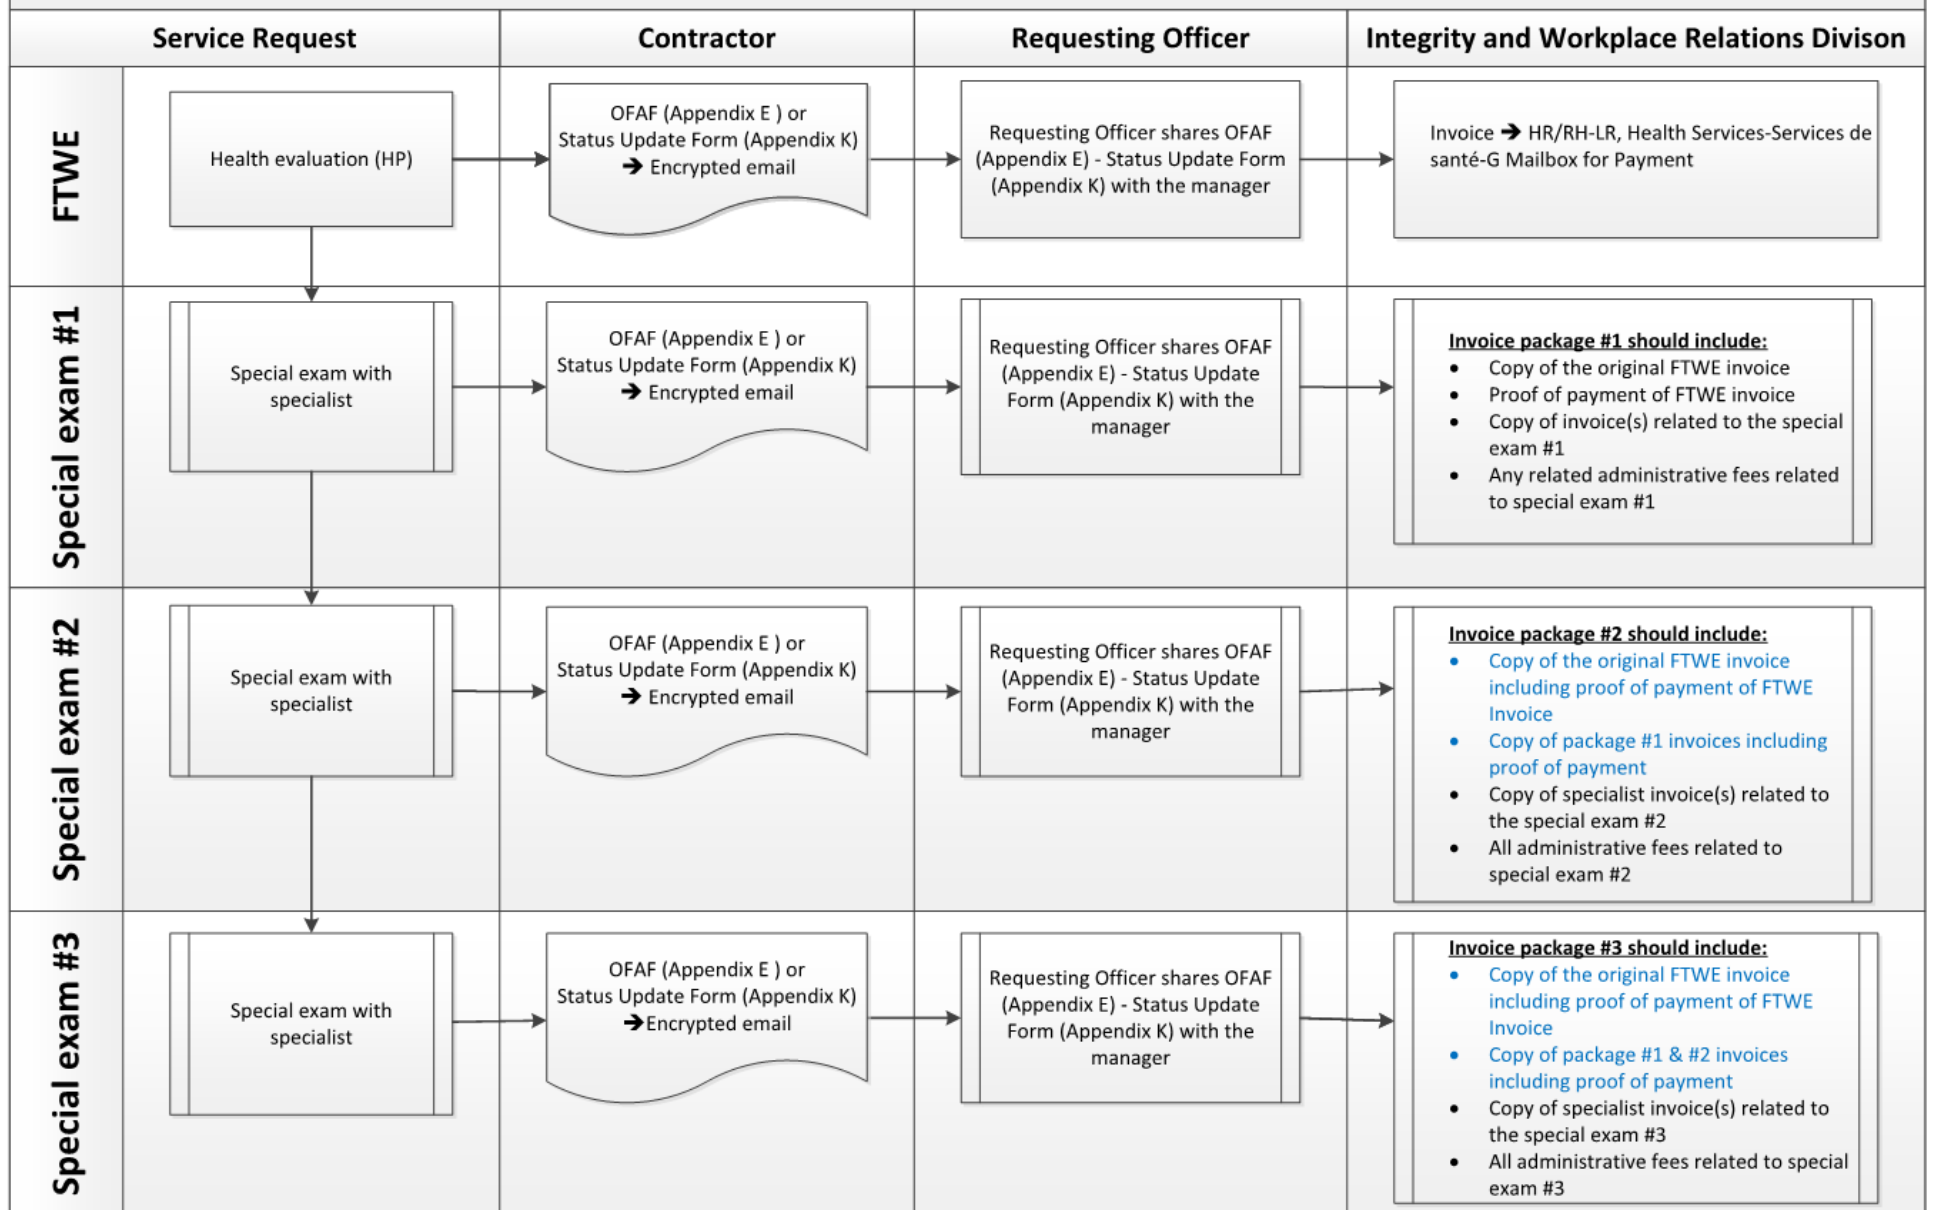 Service Request
Contractor
Requesting Officer
Integrity and Workplace Relations Divison
FTWE
Health evaluation (HP)
OFAF (Appendix E ) or
Status Update Form (Appendix K)
➔ Encrypted email
Requesting Officer shares OFAF
(Appendix E) - Status Update Form
(Appendix K) with the manager
Invoice ➔ HR/RH-LR, Health Services-Services de
santé-G Mailbox for Payment
Special exam #1
Special exam with
specialist
OFAF (Appendix E ) or
Status Update Form (Appendix K)
➔ Encrypted email
Requesting Officer shares OFAF
(Appendix E) - Status Update
Form (Appendix K) with the
manager
Invoice package #1 should include:
• Copy of the original FTWE invoice
• Proof of payment of FTWE invoice
• Copy of invoice(s) related to the special
exam #1
• Any related administrative fees related
to special exam #1
Special exam #2
Special exam with
specialist
OFAF (Appendix E ) or
Status Update Form (Appendix K)
➔ Encrypted email
Requesting Officer shares OFAF
(Appendix E) - Status Update
Form (Appendix K) with the
manager
Invoice package #2 should include:
• Copy of the original FTWE invoice
including proof of payment of FTWE
Invoice
• Copy of package #1 invoices including
proof of payment
• Copy of specialist invoice(s) related to
the special exam #2
• All administrative fees related to
special exam #2
Special exam #3
Special exam with
specialist
OFAF (Appendix E ) or
Status Update Form (Appendix K)
➔Encrypted email
Requesting Officer shares OFAF
(Appendix E) - Status Update
Form (Appendix K) with the
manager
Invoice package #3 should include:
• Copy of the original FTWE invoice
including proof of payment of FTWE
Invoice
• Copy of package #1 & #2 invoices
including proof of payment
• Copy of specialist invoice(s) related to
the special exam #3
• All administrative fees related to special
exam #3